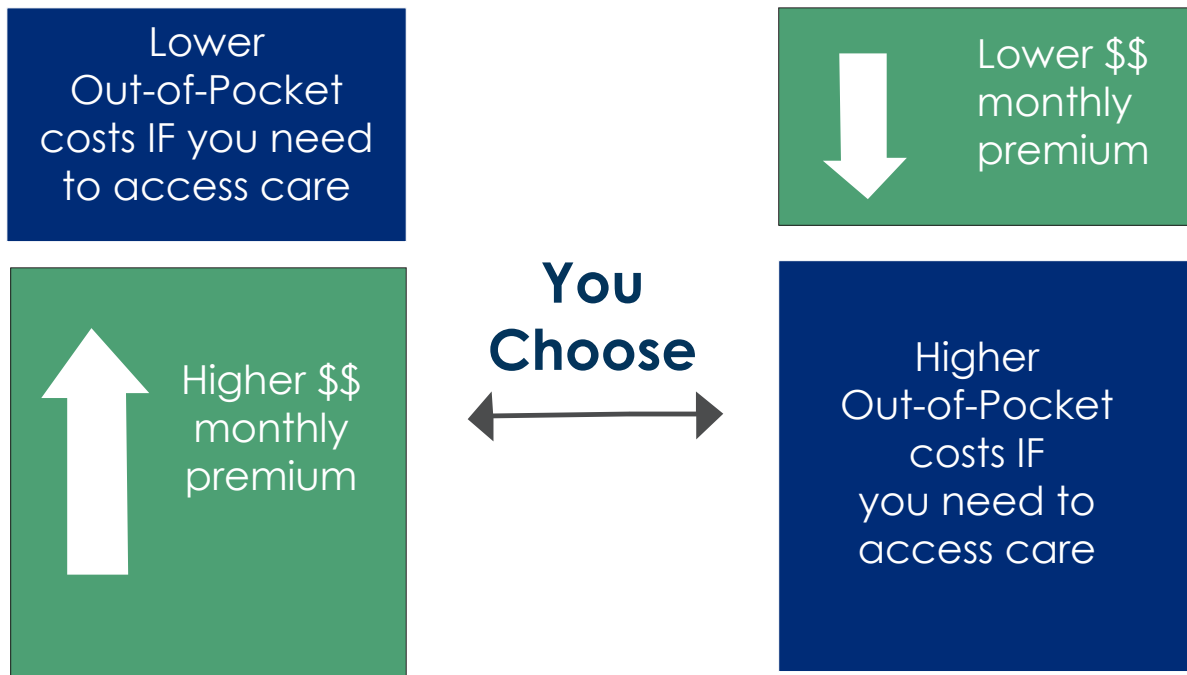 Lower
Out-of-Pocket
costs IF you need
to access care
Higher $$
monthly
premium
You
Choose
Lower $$
monthly
premium
Higher
Out-of-Pocket
costs IF
you need to
access care